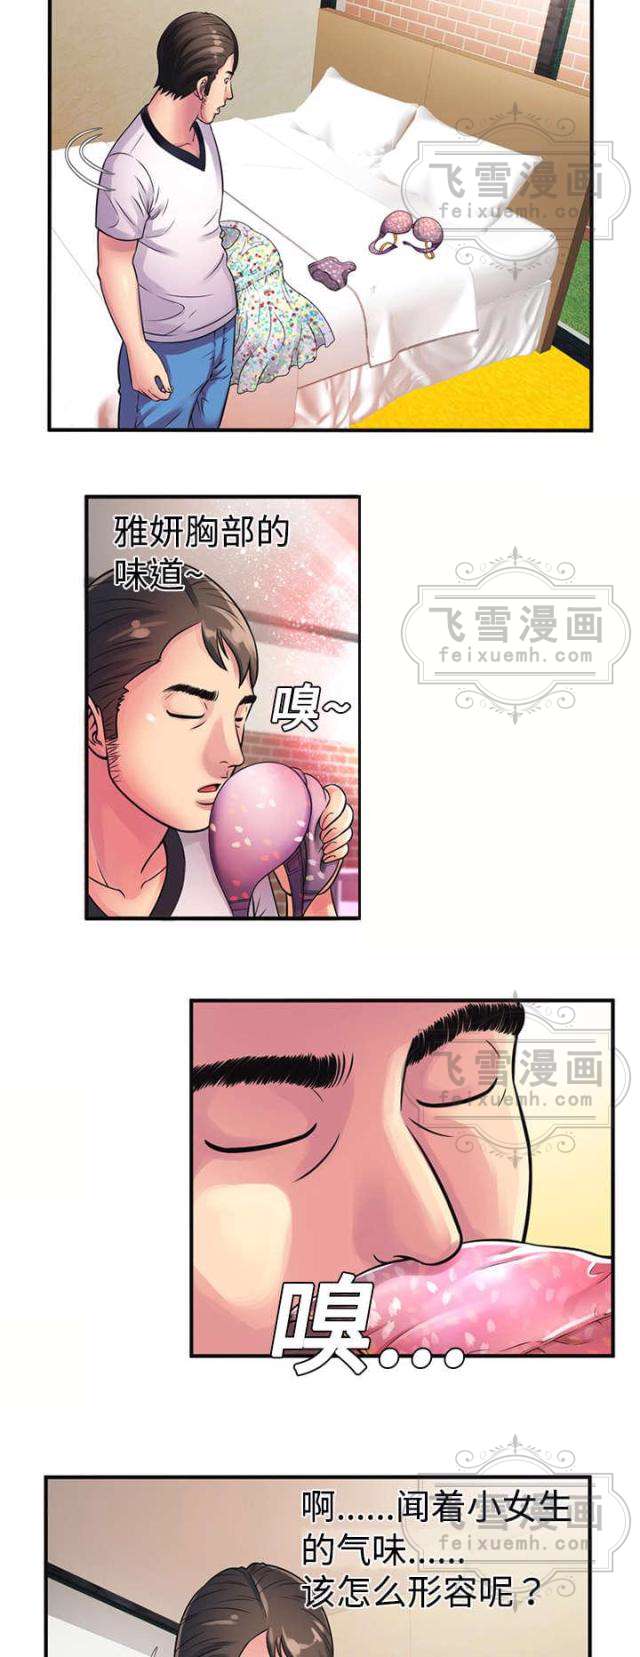 飞雪漫画
feixuemh.com
雅妍胸部的
味道~
飞雪漫画
feixuemh.com
嗅~
飞雪漫画
feixuemh.com
嗅...
啊......闻着小女生
的气味......
该怎么形容呢？
飞雪漫画
feixuemh.com